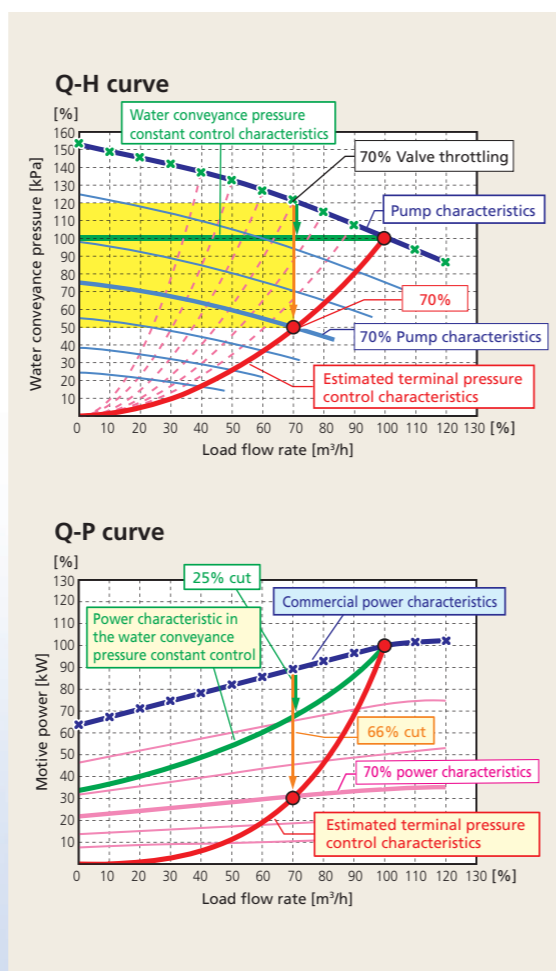 Q-H curve
[%]
160
150
140
130
120
110
100
90
80
70
60
50
40
30
20
10
Water conveyance pressure [kPa]
Water conveyance pressure
constant control characteristics
70% Valve throttling
Pump characteristics
70%
70% Pump characteristics
Estimated terminal pressure
control characteristics
0 10 20 30 40 50 60 70 80 90 100 110 120 130 [%]
Load flow rate [m³/h]
Q-P curve
[%]
130
120
110
100
90
80
70
60
50
40
30
20
10
Motive power [kW]
25% cut
Commercial power characteristics
Power characteristic in
the water conveyance
pressure constant control
66% cut
70% power characteristics
Estimated terminal pressure
control characteristics
0 10 20 30 40 50 60 70 80 90 100 110 120 130 [%]
Load flow rate [m³/h]